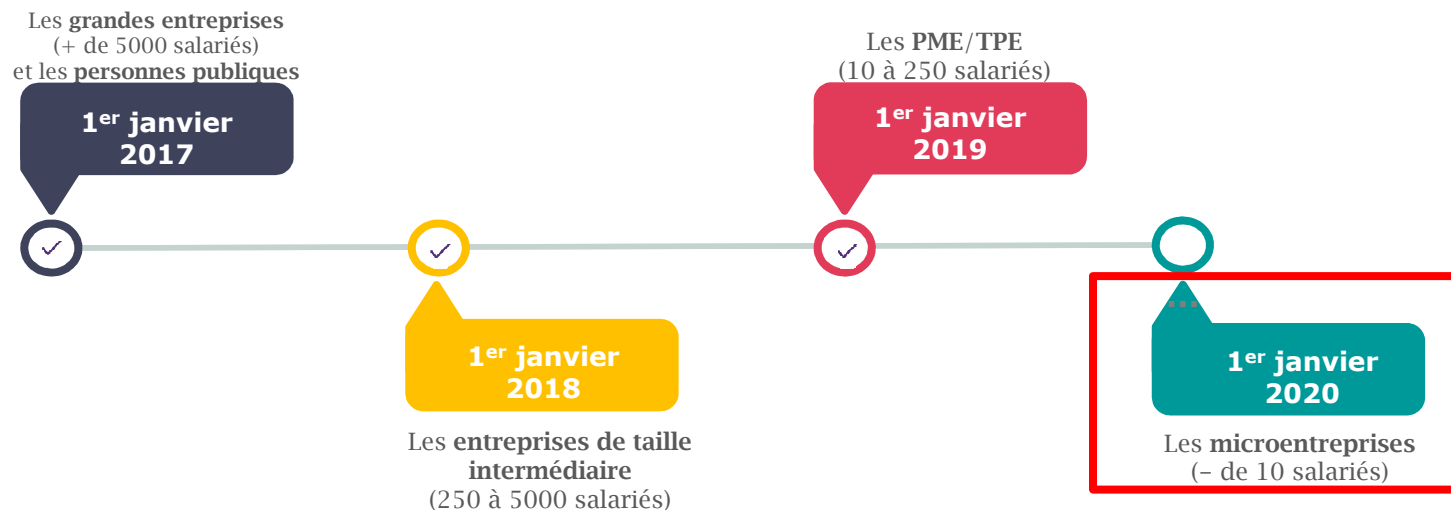 Les grandes entreprises
(+ de 5000 salariés)
et les personnes publiques
1er janvier
2017
1er janvier
2018
Les entreprises de taille
intermédiaire
(250 à 5000 salariés)
Les PME/TPE
(10 à 250 salariés)
1er janvier
2019
...
1er janvier
2020
Les microentreprises
(– de 10 salariés)